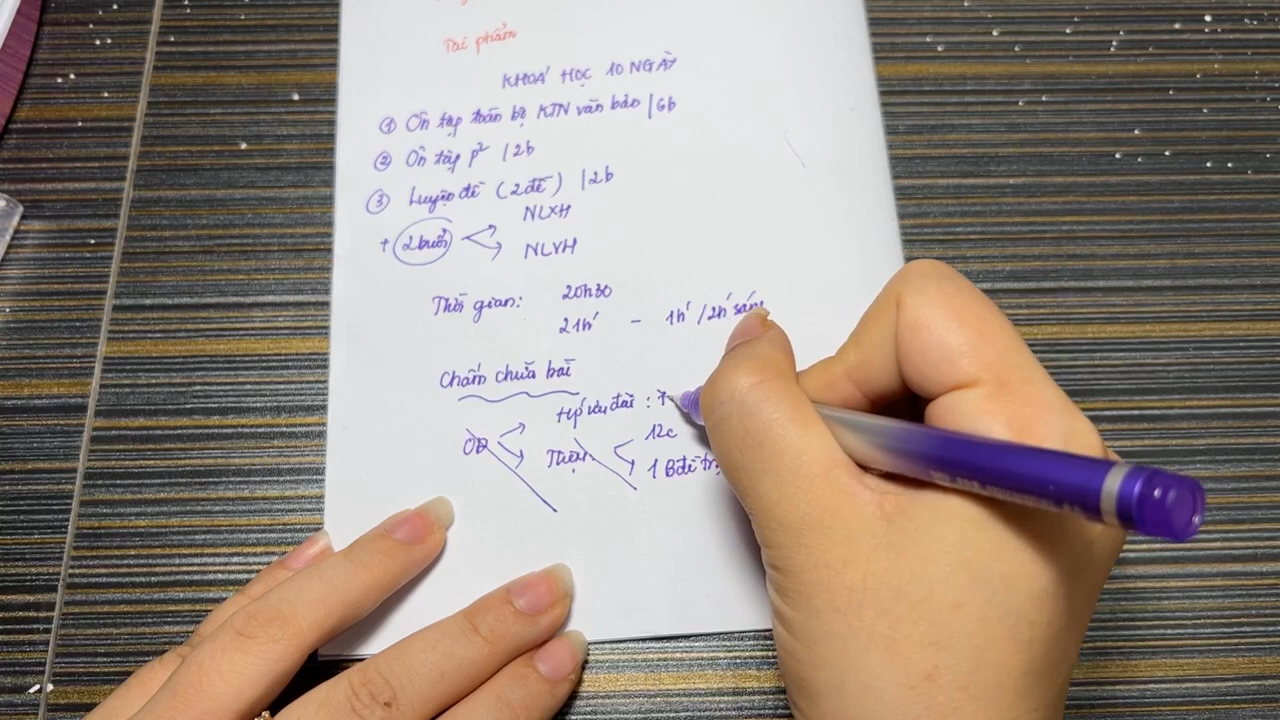 Tác phẩm
KHOÁ HỌC 10 NGÀY
① Ôn tập toàn bộ KTN văn bản /6b
② Ôn tập p² /2b
③ Luyện đề (2 đề) /2b
+ 2 buổi
NLXH
NLVH
Thời gian: 20h30
21h - 1h/2h sáng
Chấm chữa bài
Hp ưu đãi : 7
12c
1 Bđề